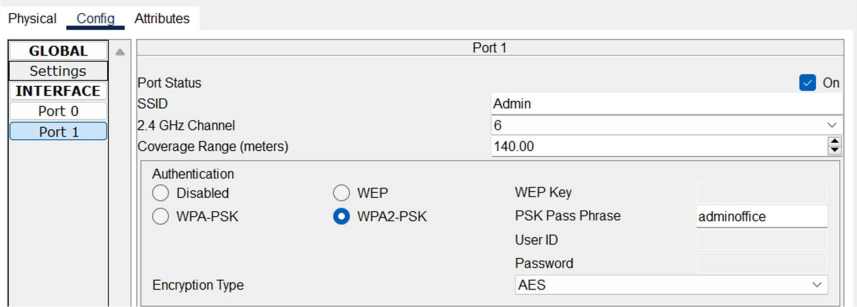 Physical Config Attributes
GLOBAL
Settings
INTERFACE
Port 0
Port 1
Port 1
Port Status On
SSID Admin
2.4 GHz Channel 6
Coverage Range (meters) 140.00
Authentication
Disabled WEP WEP Key
WPA-PSK WPA2-PSK PSK Pass Phrase adminoffice
User ID
Password
Encryption Type AES